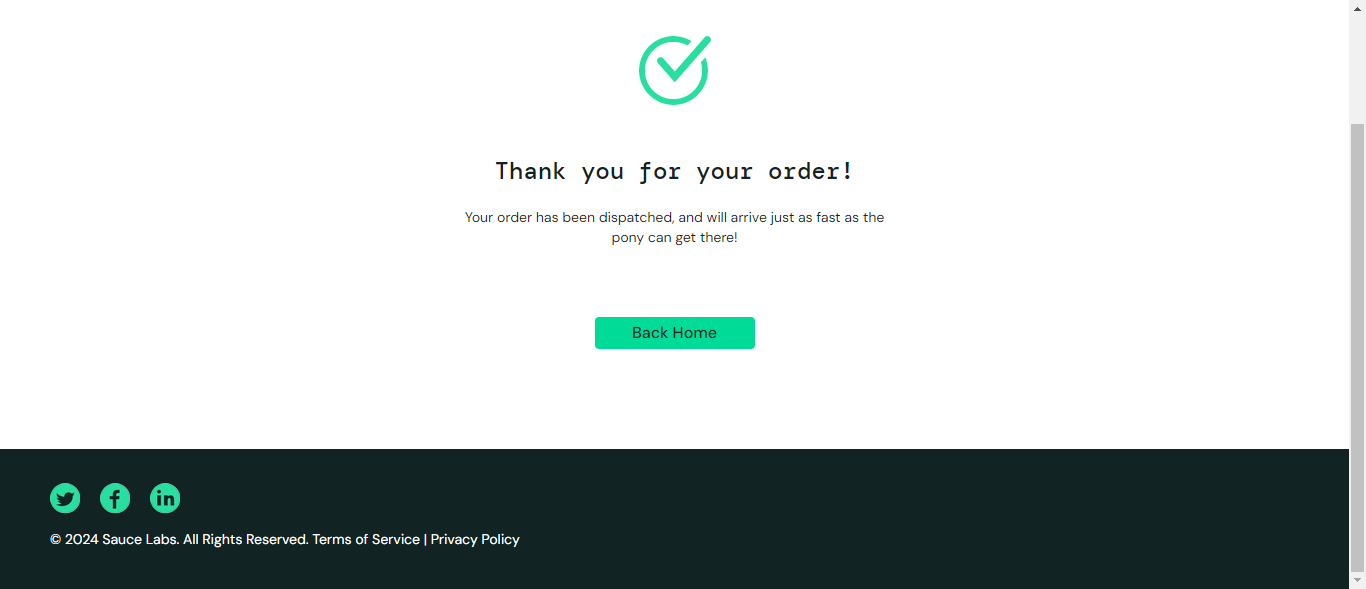 Thank you for your order!
Your order has been dispatched, and will arrive just as fast as the
pony can get there!
Back Home
© 2024 Sauce Labs. All Rights Reserved. Terms of Service | Privacy Policy